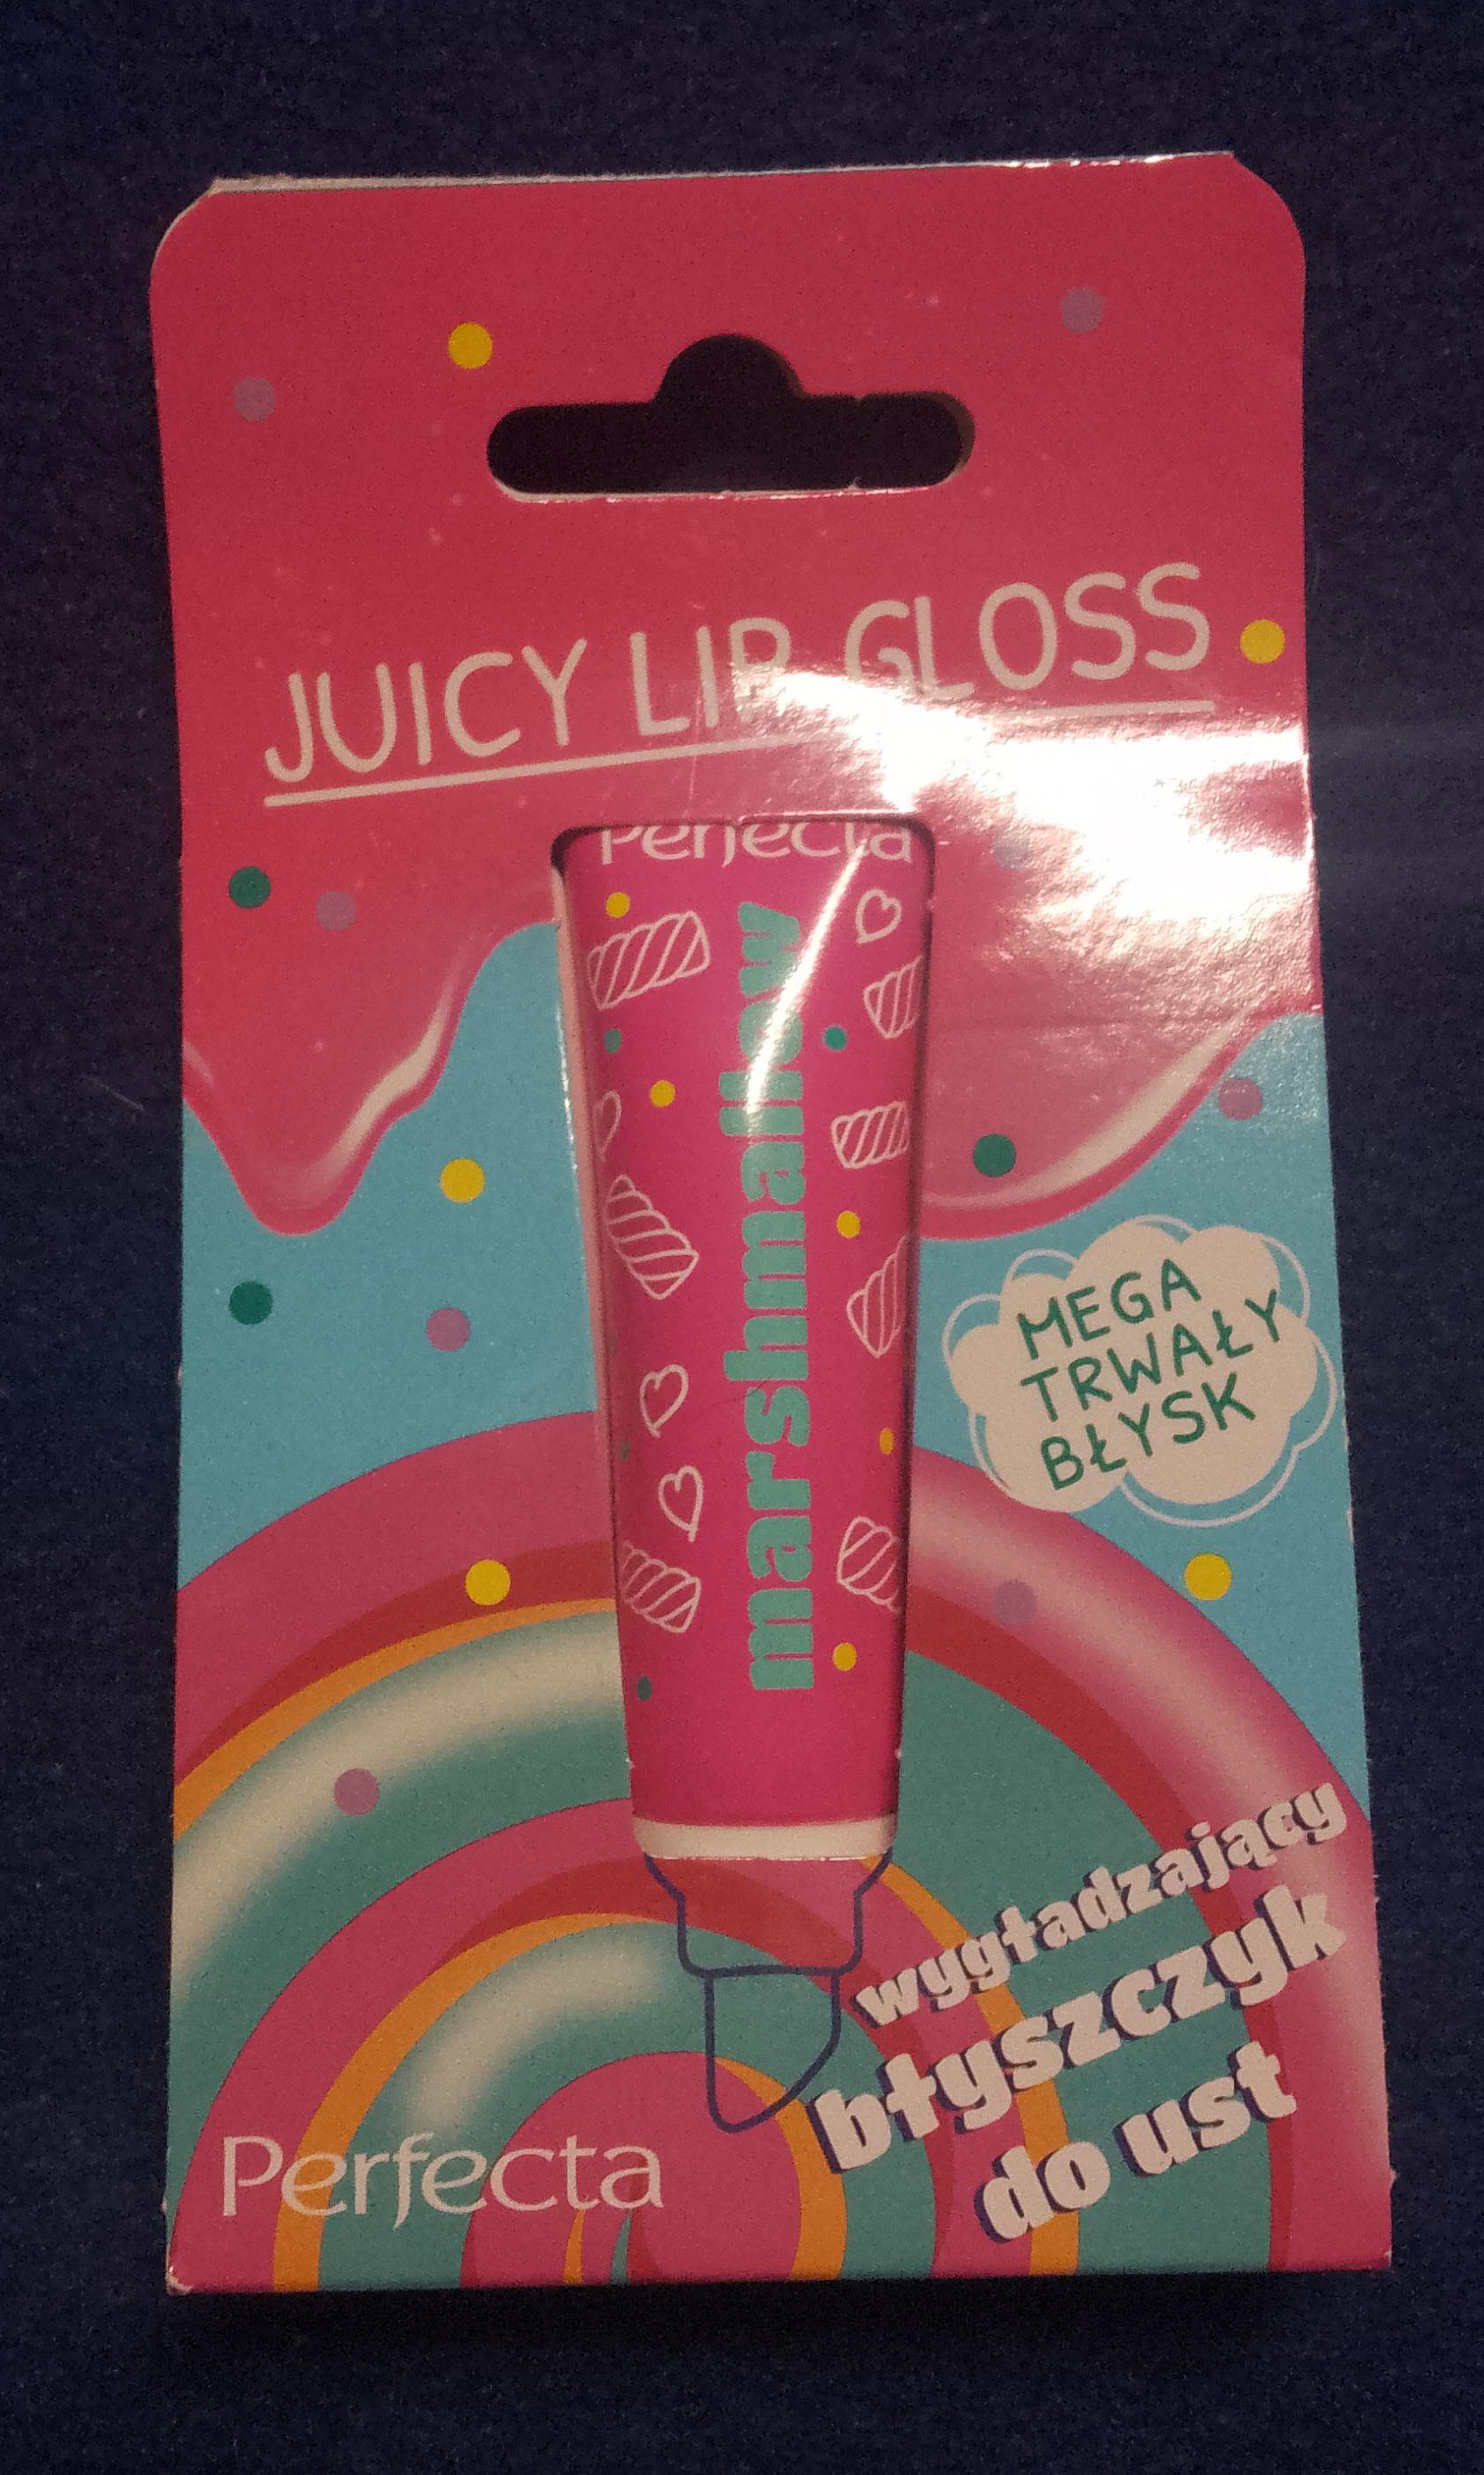 JUICY LIP GLOSS
Perfecta
marshmallow
MEGA
TRWAŁY
BŁYSK
wygładzający
błyszczyk
do ust
Perfecta